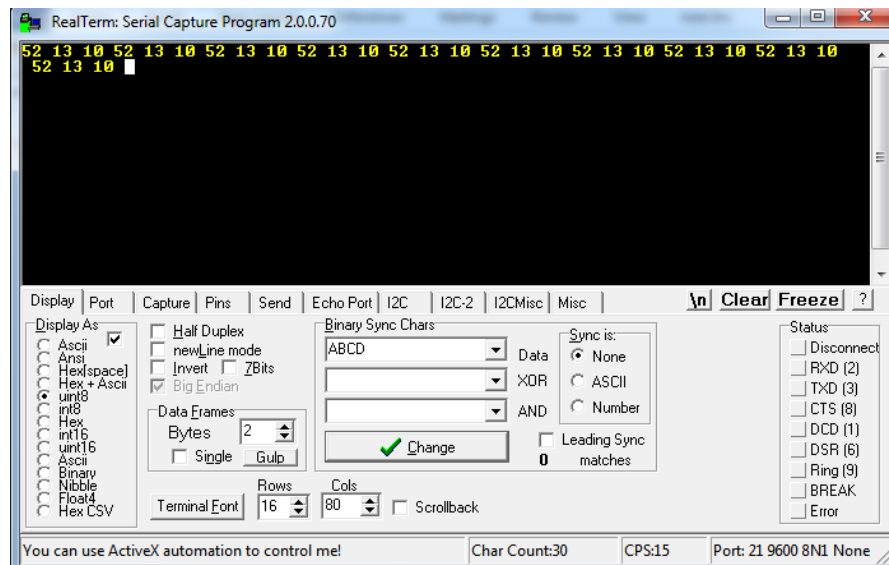 RealTerm: Serial Capture Program 2.0.0.70
52 13 10 52 13 10 52 13 10 52 13 10 52 13 10 52 13 10 52 13 10 52 13 10 52 13 10
52 13 10
Display Port Capture Pins Send Echo Port I2C I2C-2 I2CMisc Misc \n Clear Freeze ?
Display As
Ascii
Ansi
Hex[space]
Hex + Ascii
uint8
int8
Hex
int16
uint16
Ascii
Binary
Nibble
Float4
Hex CSV
Half Duplex
newLine mode
Invert 7Bits
Big Endian
Data Frames
Bytes 2
Single Gulp
Terminal Font
Rows
16
Cols
80
Scrollback
Binary Sync Chars
ABCD
Data
XOR
AND
Change
Sync is:
None
ASCII
Number
Leading Sync
0 matches
Status
Disconnect
RXD (2)
TXD (3)
CTS (8)
DCD (1)
DSR (6)
Ring (9)
BREAK
Error
You can use ActiveX automation to control me! Char Count:30 CPS:15 Port: 21 9600 8N1 None